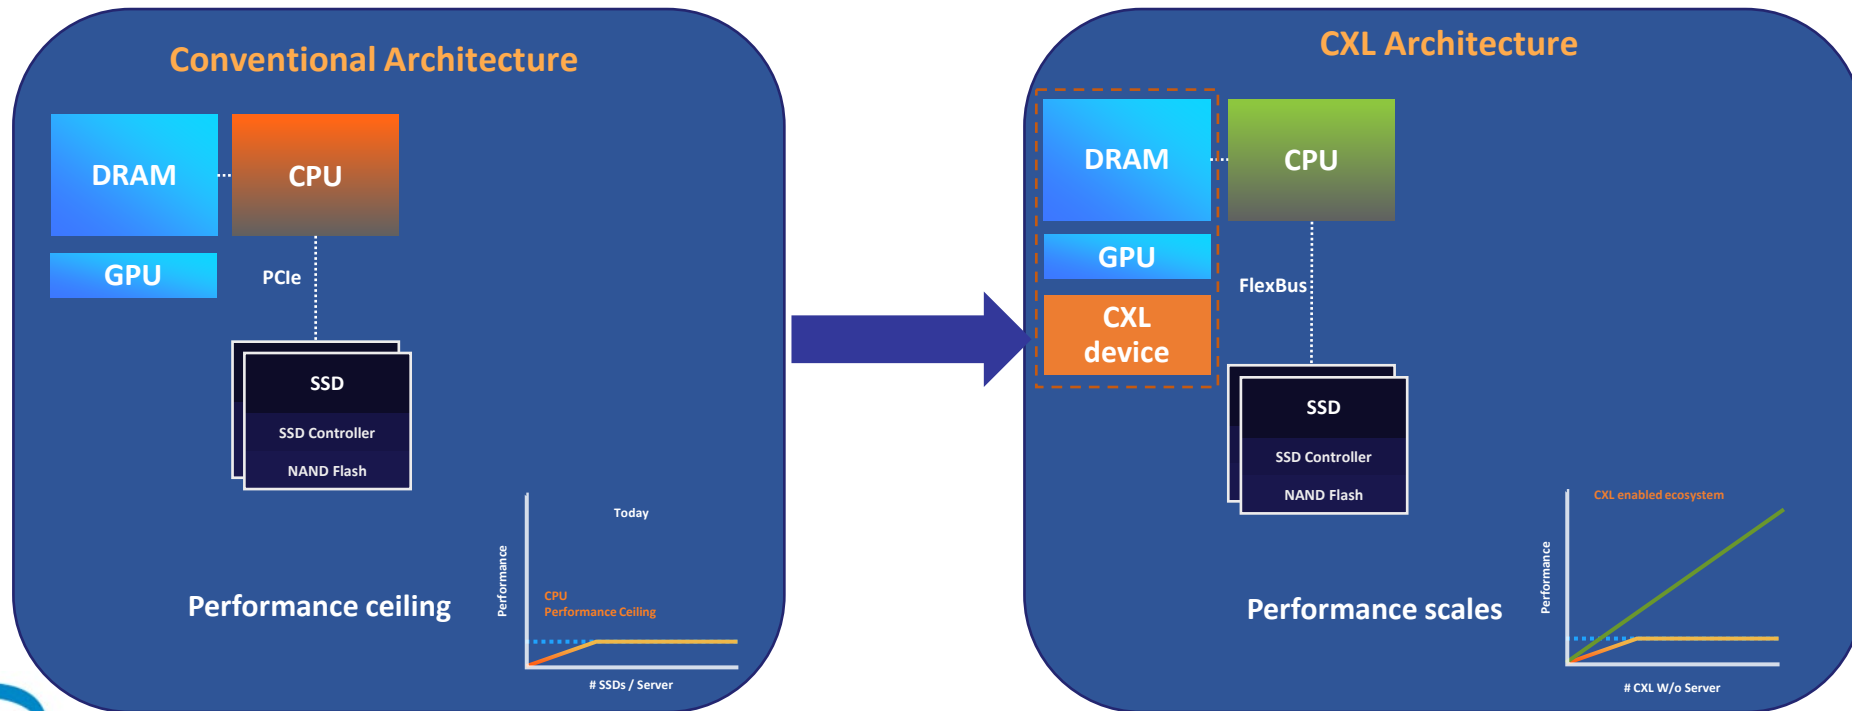 Conventional Architecture
DRAM
CPU
GPU
PCIe
SSD
SSD Controller
NAND Flash
Performance ceiling
Today
Performance
CPU
Performance Ceiling
# SSDs / Server
CXL Architecture
DRAM
CPU
GPU
CXL
device
FlexBus
SSD
SSD Controller
NAND Flash
Performance scales
CXL enabled ecosystem
Performance
# CXL W/o Server